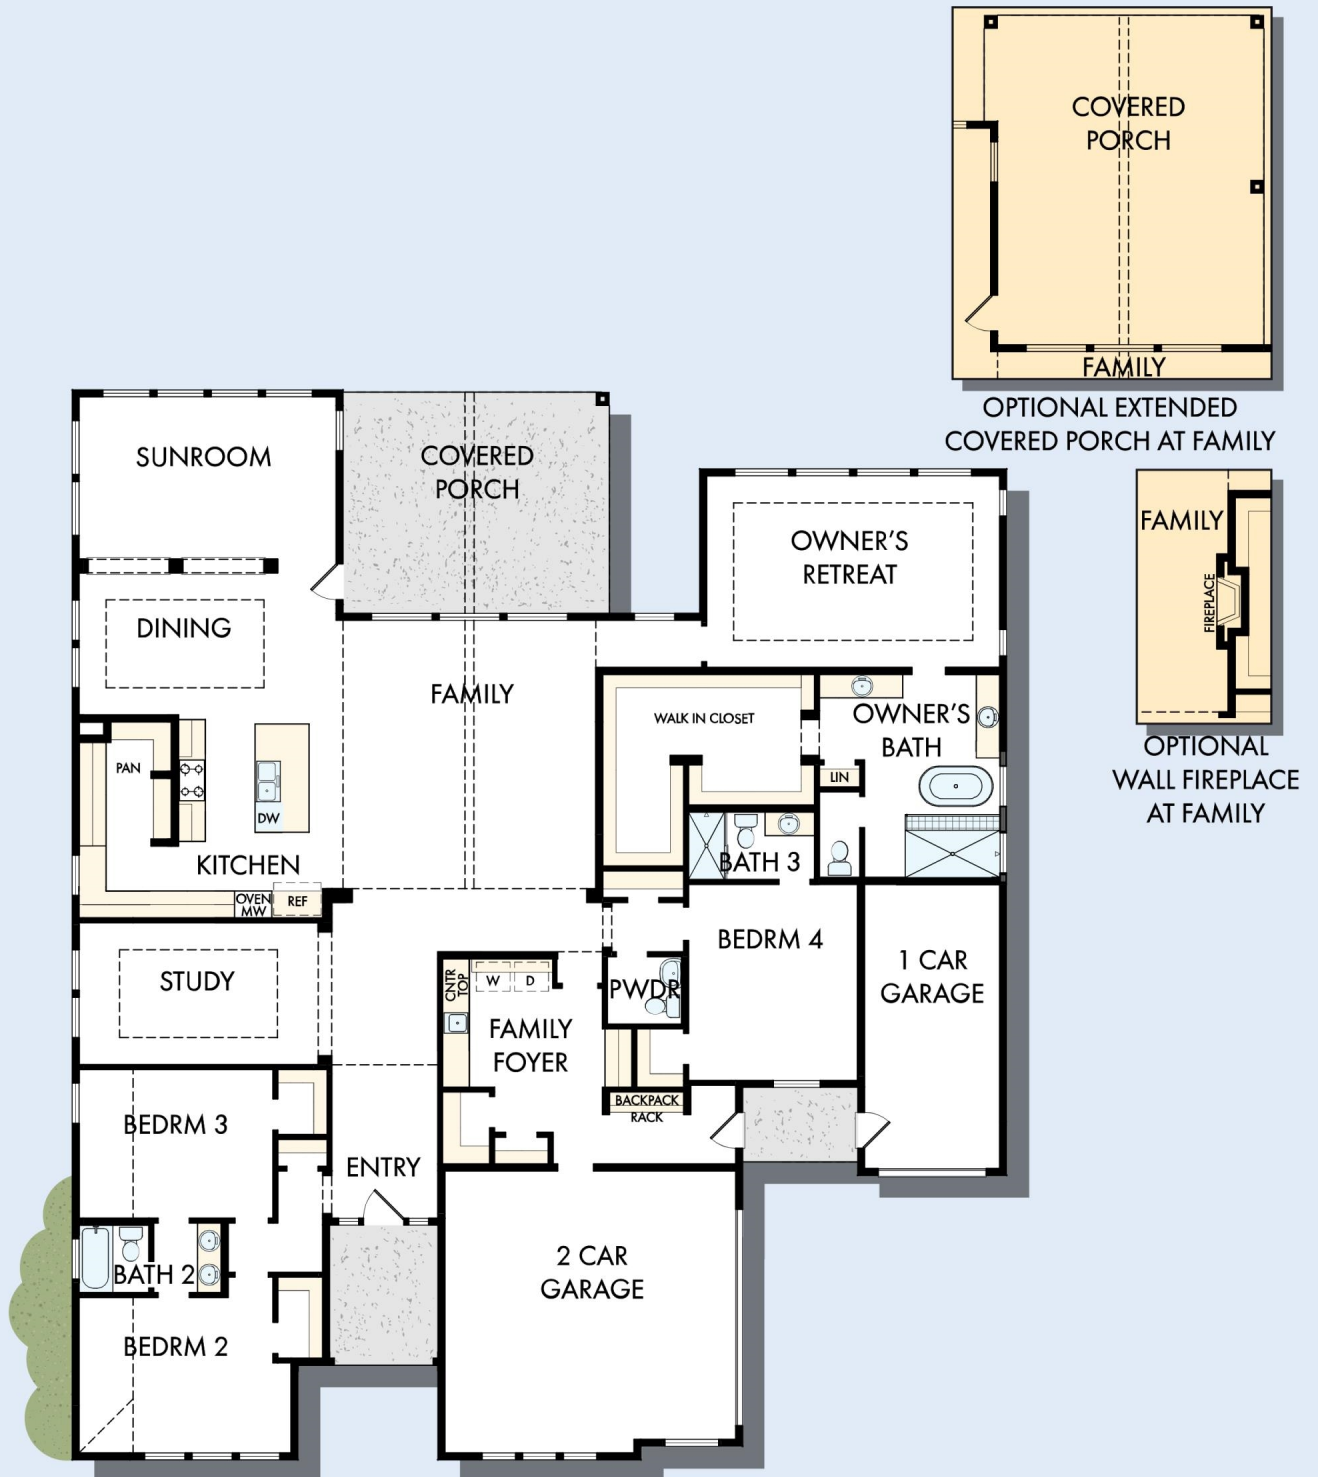 COVERED
PORCH
FAMILY
OPTIONAL EXTENDED
COVERED PORCH AT FAMILY
FAMILY
FIREPLACE
OPTIONAL
WALL FIREPLACE
AT FAMILY
SUNROOM
COVERED
PORCH
OWNER'S
RETREAT
DINING
FAMILY
WALK IN CLOSET
OWNER'S
BATH
PAN
LIN
DW
KITCHEN
BATH 3
OVEN
MW
REF
STUDY
BEDRM 4
1 CAR
GARAGE
CNTR
TOP
W
D
PWDR
FAMILY
FOYER
BACKPACK
RACK
BEDRM 3
ENTRY
BATH 2
2 CAR
GARAGE
BEDRM 2